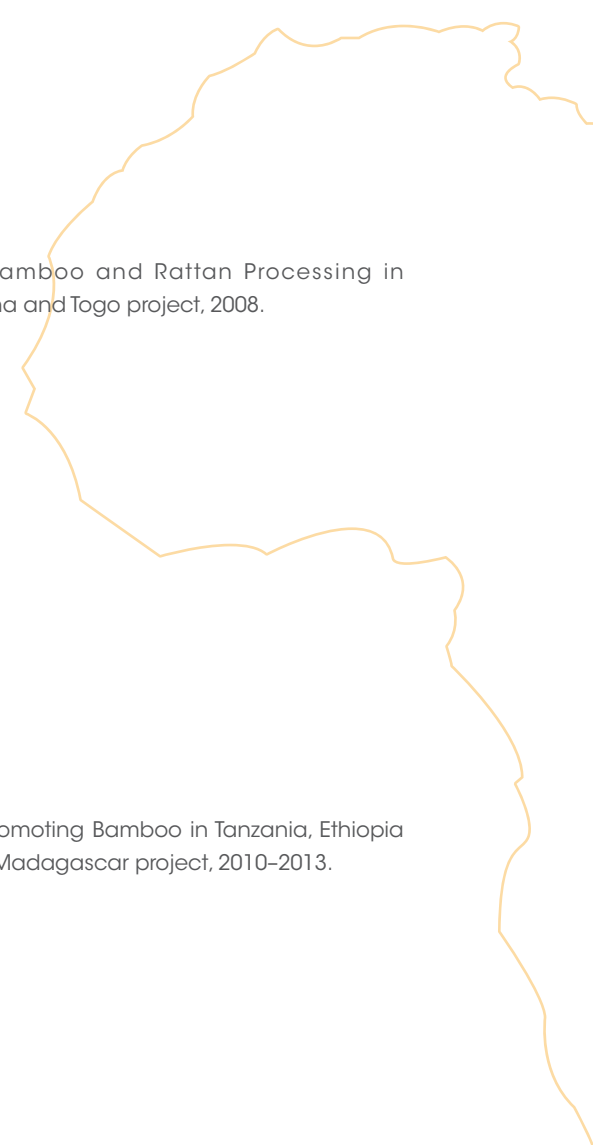 amboo and Rattan Processing in
na and Togo project, 2008.
omoting Bamboo in Tanzania, Ethiopia
Madagascar project, 2010–2013.